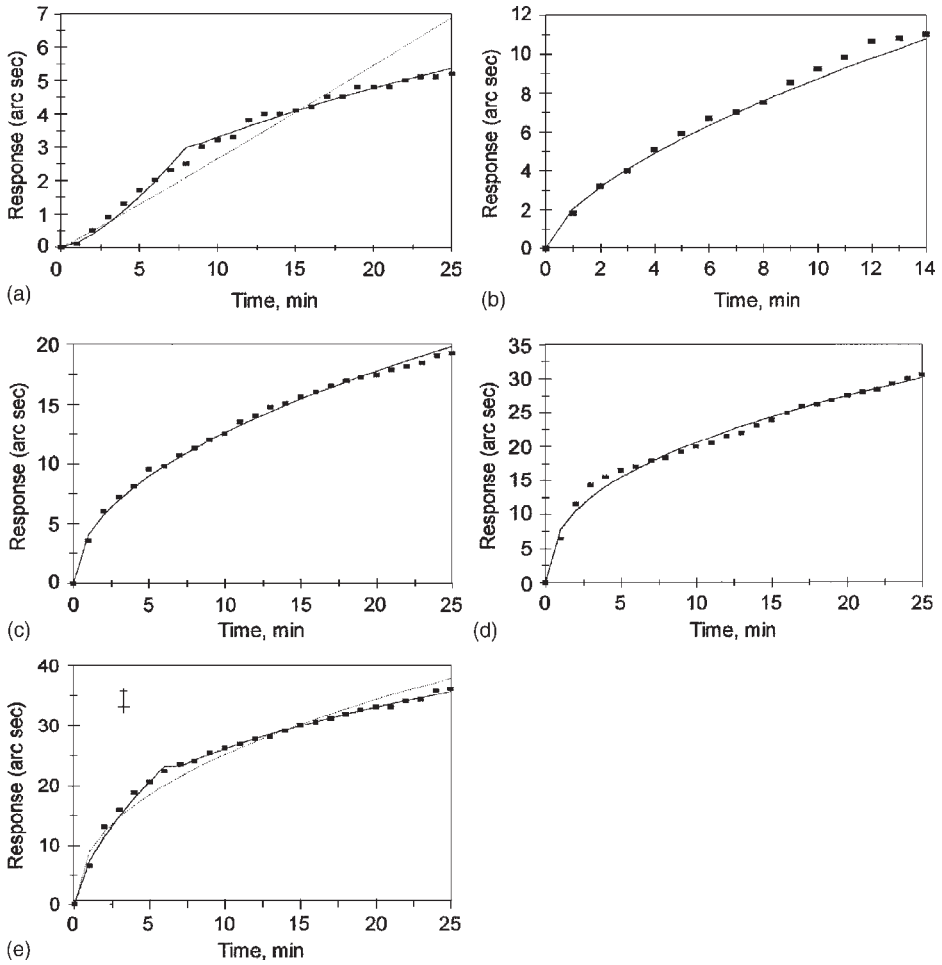 7
6
5
4
3
2
1
0
Response (arc sec)
0 5 10 15 20 25
Time, min
(a)
12
10
8
6
4
2
0
Response (arc sec)
0 2 4 6 8 10 12 14
Time, min
(b)
20
15
10
5
0
Response (arc sec)
0 5 10 15 20 25
Time, min
(c)
35
30
25
20
15
10
5
0
Response (arc sec)
0 5 10 15 20 25
Time, min
(d)
40
30
20
10
0
Response (arc sec)
‡
0 5 10 15 20 25
Time, min
(e)